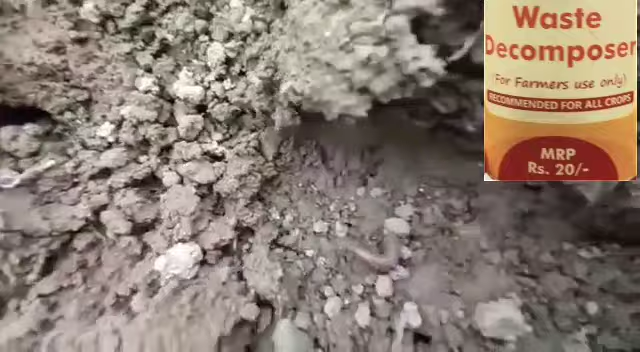 Waste
Decomposer
(For Farmers use only)
RECOMMENDED FOR ALL CROPS
MRP
Rs. 20/-